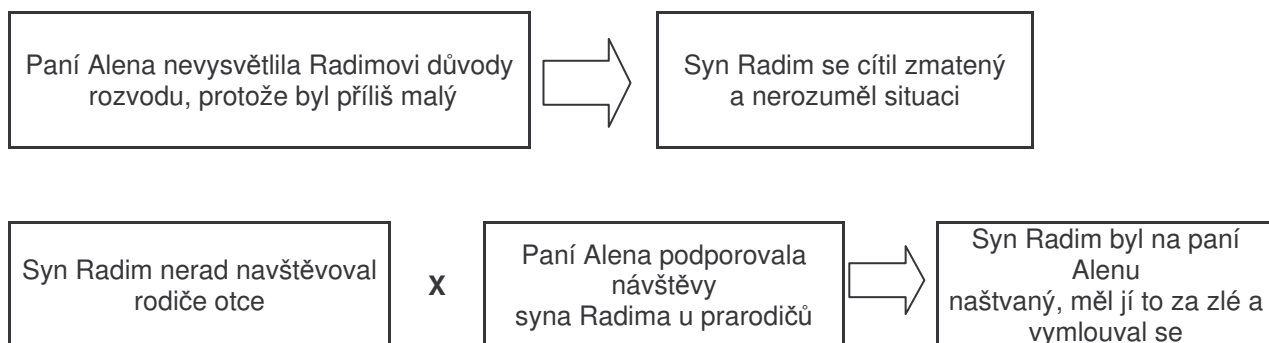 Paní Alena nevysvětlila Radimovi důvody
rozvodu, protože byl příliš malý
Syn Radim se cítil zmatený
a nerozuměl situaci
Syn Radim nerad navštěvoval
rodiče otce
X
Paní Alena podporovala
návštěvy
syna Radima u prarodičů
Syn Radim byl na paní
Alenu
naštvaný, měl jí to za zlé a
vymlouval se